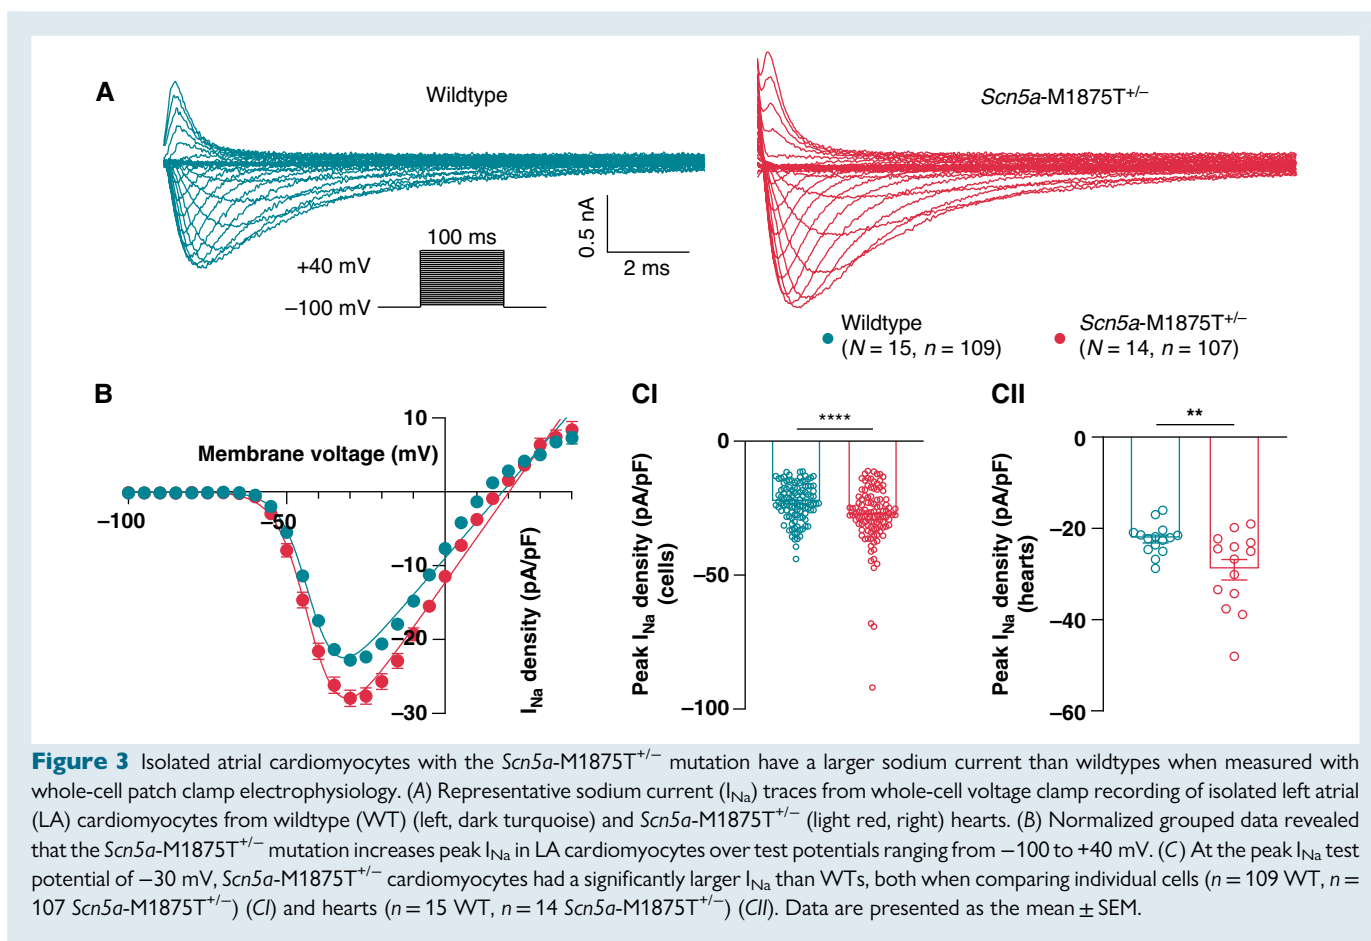 A
Wildtype
Scn5a-M1875T+/–
100 ms
+40 mV
–100 mV
0.5 nA
2 ms
Wildtype
(N = 15, n = 109)
Scn5a-M1875T+/–
(N = 14, n = 107)
B
10
Membrane voltage (mV)
–100
–50
–10
–20
–30
INa density (pA/pF)
CI
****
0
–50
–100
Peak INa density (pA/pF)
(cells)
CII
**
0
–20
–40
–60
Peak INa density (pA/pF)
(hearts)
Figure 3 Isolated atrial cardiomyocytes with the Scn5a-M1875T+/– mutation have a larger sodium current than wildtypes when measured with
whole-cell patch clamp electrophysiology. (A) Representative sodium current (INa) traces from whole-cell voltage clamp recording of isolated left atrial
(LA) cardiomyocytes from wildtype (WT) (left, dark turquoise) and Scn5a-M1875T+/– (light red, right) hearts. (B) Normalized grouped data revealed
that the Scn5a-M1875T+/– mutation increases peak INa in LA cardiomyocytes over test potentials ranging from −100 to +40 mV. (C) At the peak INa test
potential of −30 mV, Scn5a-M1875T+/– cardiomyocytes had a significantly larger INa than WTs, both when comparing individual cells (n = 109 WT, n =
107 Scn5a-M1875T+/–) (CI) and hearts (n = 15 WT, n = 14 Scn5a-M1875T+/–) (CII). Data are presented as the mean ± SEM.